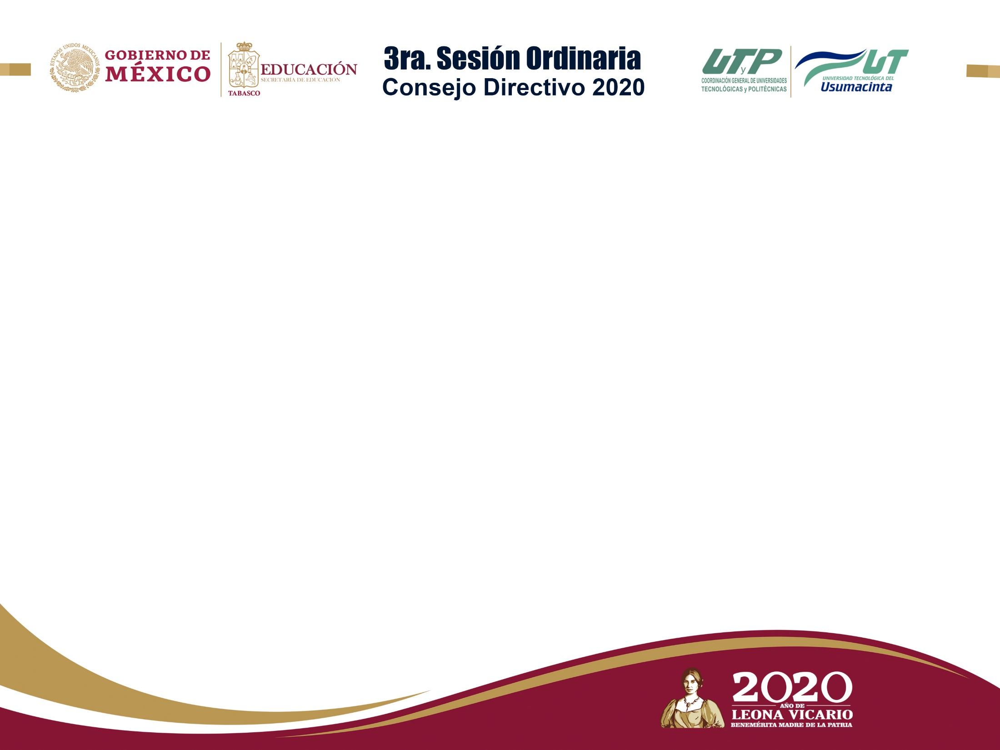 ESTADOS UNIDOS MEXICANOS
GOBIERNO DE
MÉXICO
TABASCO
EDUCACIÓN
SECRETARÍA DE EDUCACIÓN
3ra. Sesión Ordinaria
Consejo Directivo 2020
UTyP
COORDINACIÓN GENERAL DE UNIVERSIDADES
TECNOLÓGICAS y POLITÉCNICAS
UT
UNIVERSIDAD TECNOLÓGICA DEL
Usumacinta
2020
AÑO DE
LEONA VICARIO
BENEMÉRITA MADRE DE LA PATRIA